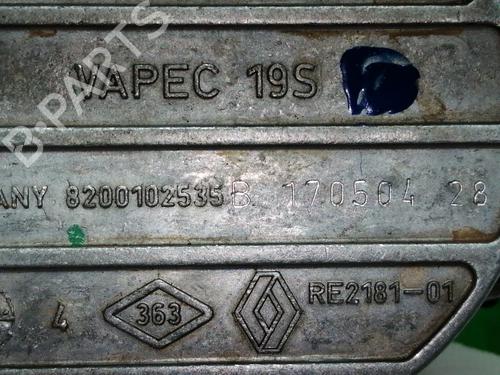 B-PARTS
VAPEC 19S
ANY 8200102535 B 170504 28
4 363 RE2181-01